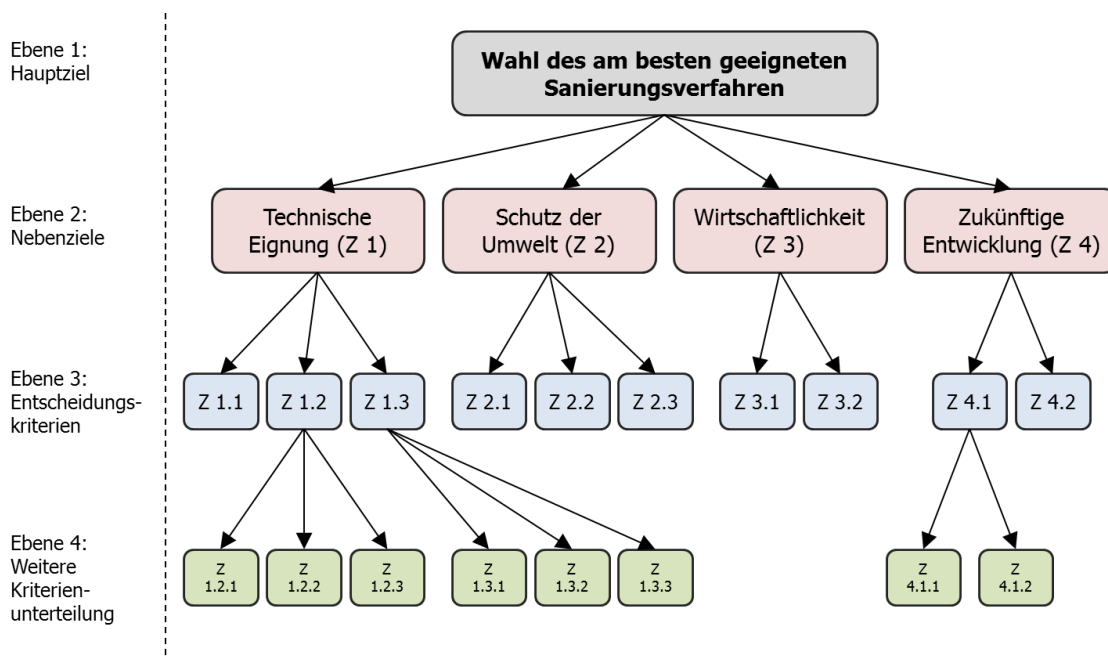 Ebene 1:
Hauptziel
Wahl des am besten geeigneten
Sanierungsverfahren
Ebene 2:
Nebenziele
Technische
Eignung (Z 1)
Schutz der
Umwelt (Z 2)
Wirtschaftlichkeit
(Z 3)
Zukünftige
Entwicklung (Z 4)
Ebene 3:
Entscheidungs-
kriterien
Z 1.1
Z 1.2
Z 1.3
Z 2.1
Z 2.2
Z 2.3
Z 3.1
Z 3.2
Z 4.1
Z 4.2
Ebene 4:
Weitere
Kriterien-
unterteilung
Z
1.2.1
Z
1.2.2
Z
1.2.3
Z
1.3.1
Z
1.3.2
Z
1.3.3
Z
4.1.1
Z
4.1.2